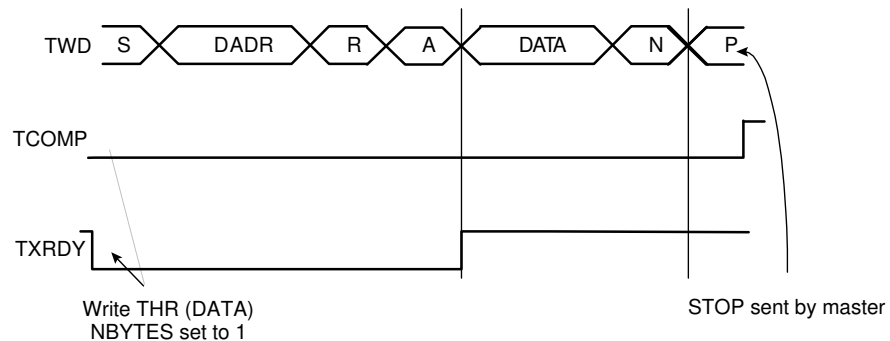 TWD S DADR R A DATA N P
TCOMP
TXRDY
Write THR (DATA)
NBYTES set to 1
STOP sent by master